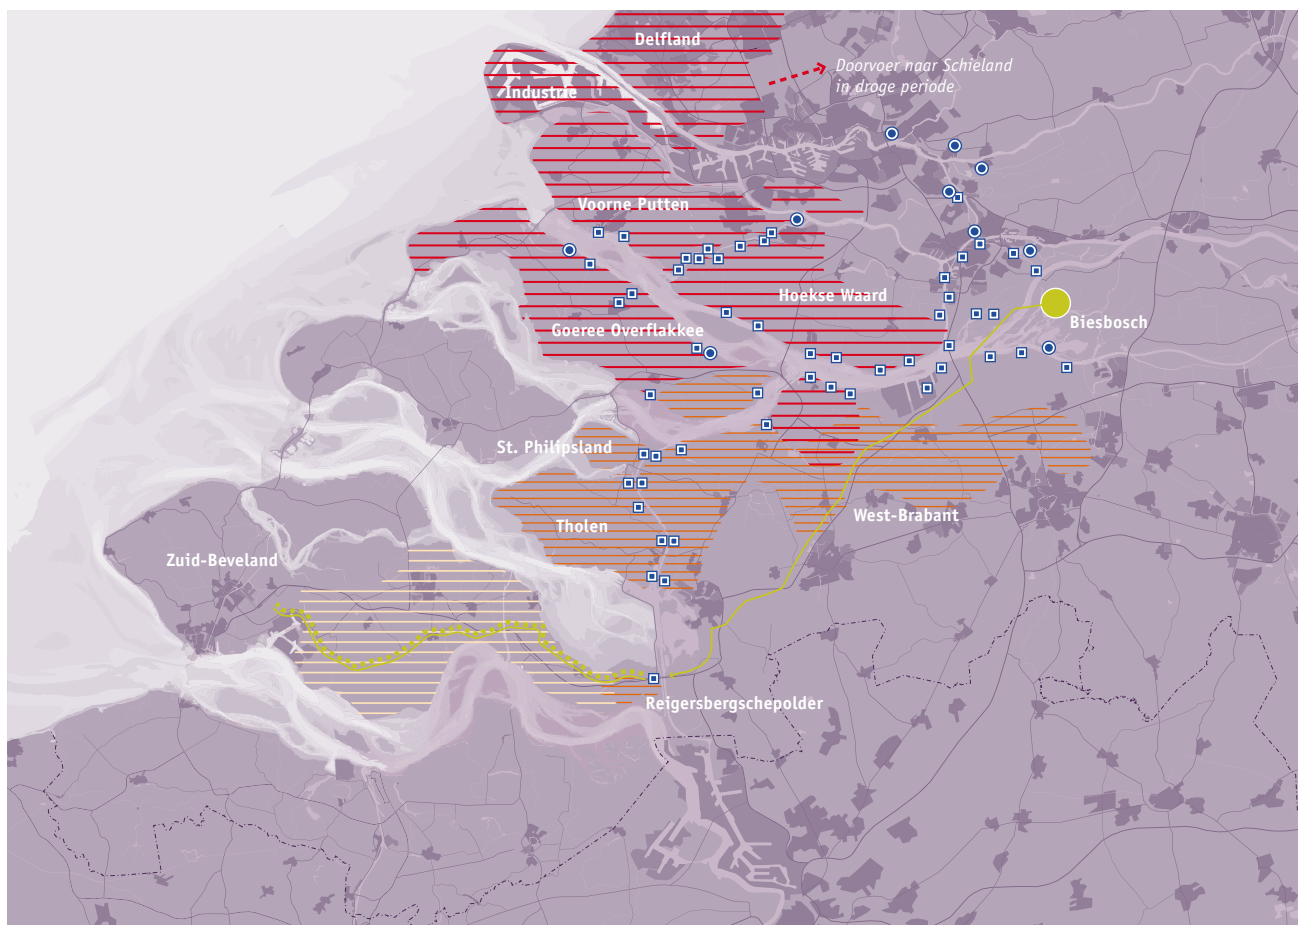 Delfland
Doorvoer naar Schieland
in droge periode
Industrie
Voorne Putten
Hoekse Waard
Biesbosch
Goeree Overflakkee
St. Philipsland
West-Brabant
Tholen
Zuid-Beveland
Reigersbergschepolder